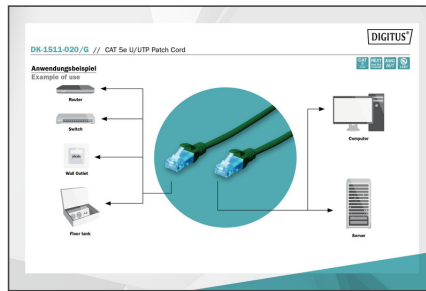 DIGITUS®
DK-1511-020/G // CAT 5e U/UTP Patch Cord
Anwendungsbeispiel
Example of use
Router
Switch
Wall Outlet
Floor tank
Computer
Server